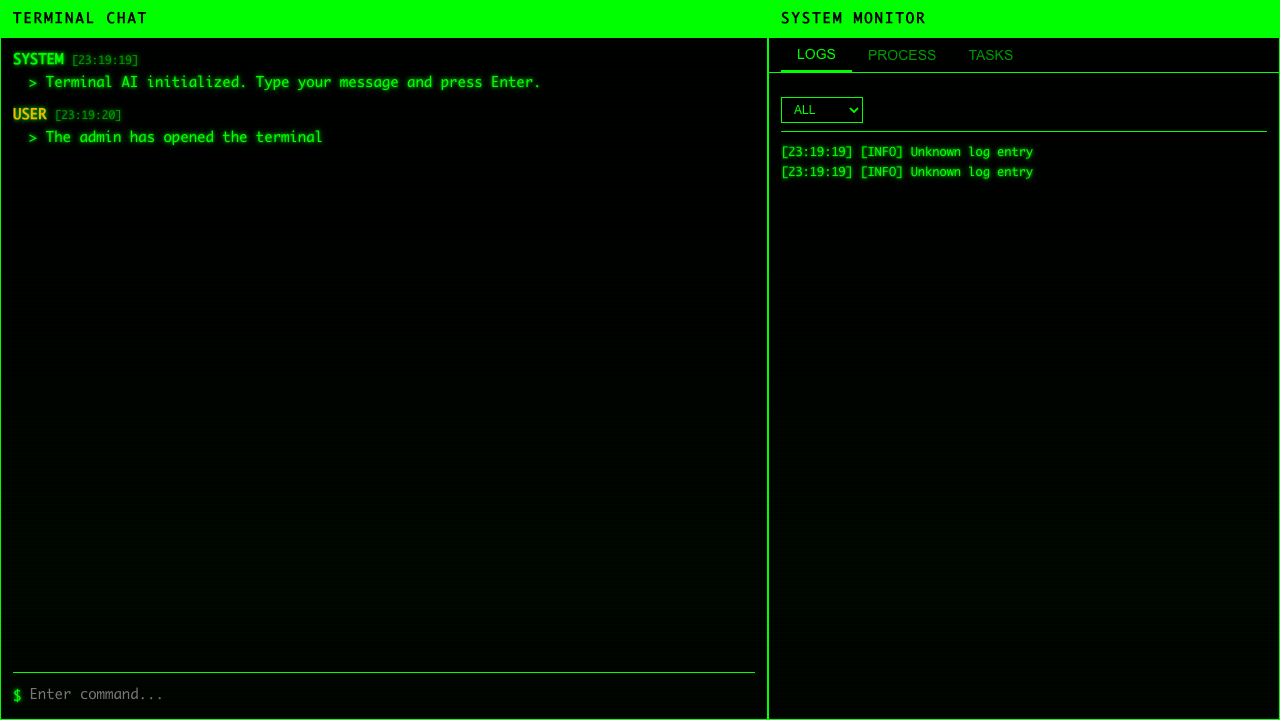 TERMINAL CHAT
SYSTEM [23:19:19]
> Terminal AI initialized. Type your message and press Enter.
USER [23:19:20]
> The admin has opened the terminal
$ Enter command...
SYSTEM MONITOR
LOGS PROCESS TASKS
ALL
[23:19:19] [INFO] Unknown log entry
[23:19:19] [INFO] Unknown log entry